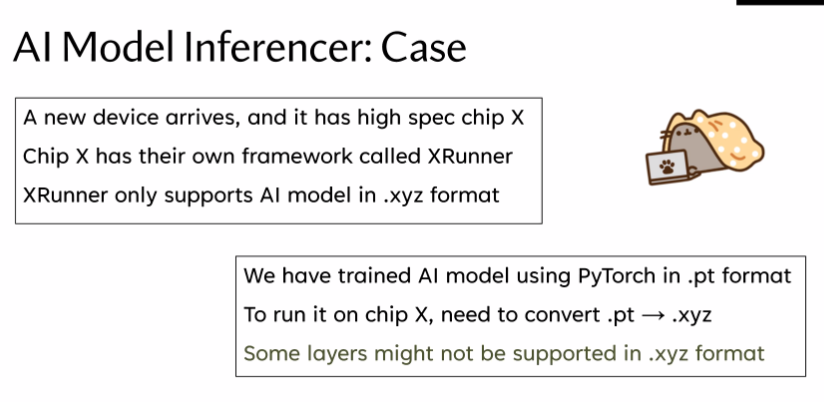 AI Model Inferencer: Case
A new device arrives, and it has high spec chip X
Chip X has their own framework called XRunner
XRunner only supports AI model in .xyz format
We have trained AI model using PyTorch in .pt format
To run it on chip X, need to convert .pt → .xyz
Some layers might not be supported in .xyz format